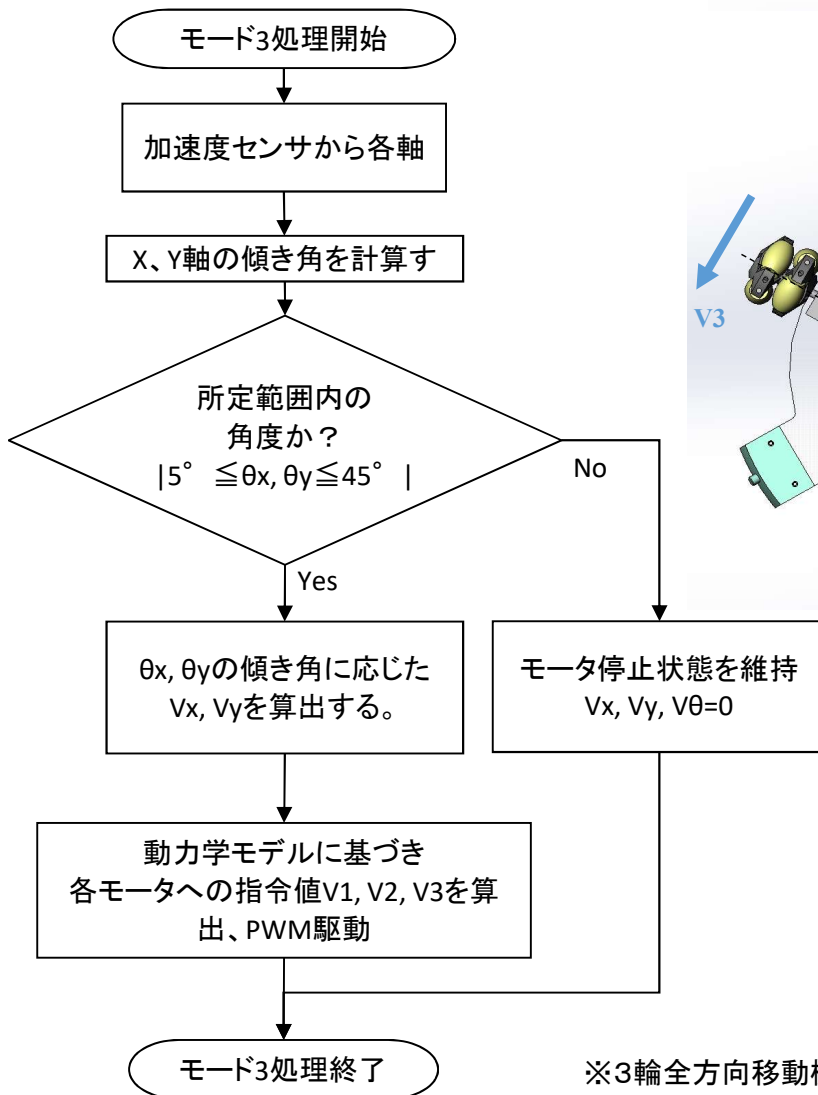 モード3処理開始
加速度センサから各軸
X、Y軸の傾き角を計算す
所定範囲内の
角度か？
|5° ≦θx, θy≦45° |
No
Yes
θx, θyの傾き角に応じた
Vx, Vyを算出する。
モータ停止状態を維持
Vx, Vy, Vθ=0
動力学モデルに基づき
各モータへの指令値V1, V2, V3を算
出、PWM駆動
モード3処理終了
V3
※3輪全方向移動